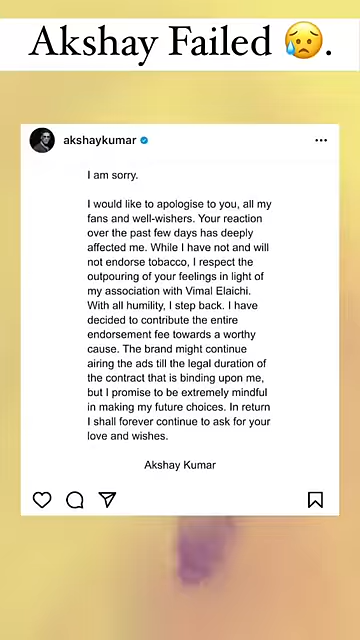 Akshay Failed 😥.
akshaykumar
I am sorry.
I would like to apologise to you, all my
fans and well-wishers. Your reaction
over the past few days has deeply
affected me. While I have not and will
not endorse tobacco, I respect the
outpouring of your feelings in light of
my association with Vimal Elaichi.
With all humility, I step back. I have
decided to contribute the entire
endorsement fee towards a worthy
cause. The brand might continue
airing the ads till the legal duration of
the contract that is binding upon me,
but I promise to be extremely mindful
in making my future choices. In return
I shall forever continue to ask for your
love and wishes.
Akshay Kumar